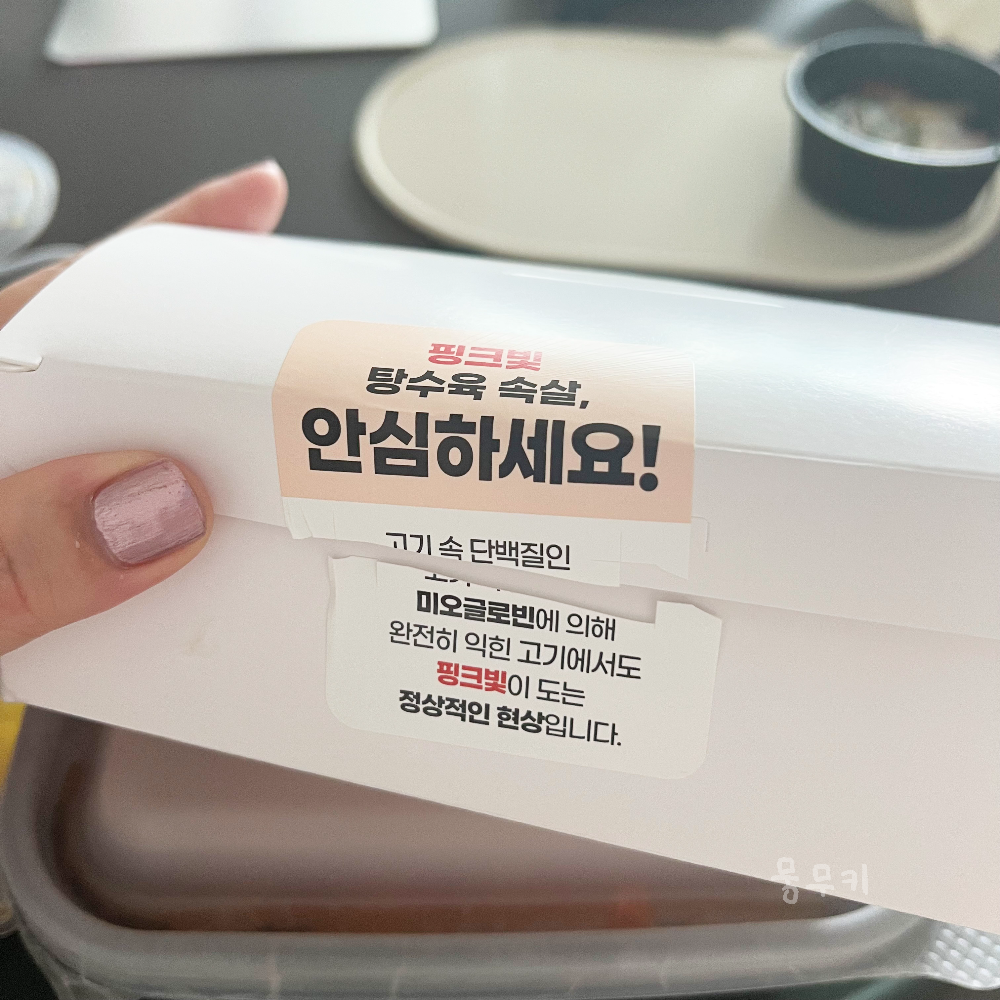 핑크빛
탕수육 속살,
안심하세요!
고기 속 단백질인
미오글로빈에 의해
완전히 익힌 고기에서도
핑크빛이 도는
정상적인 현상입니다.
몽무키